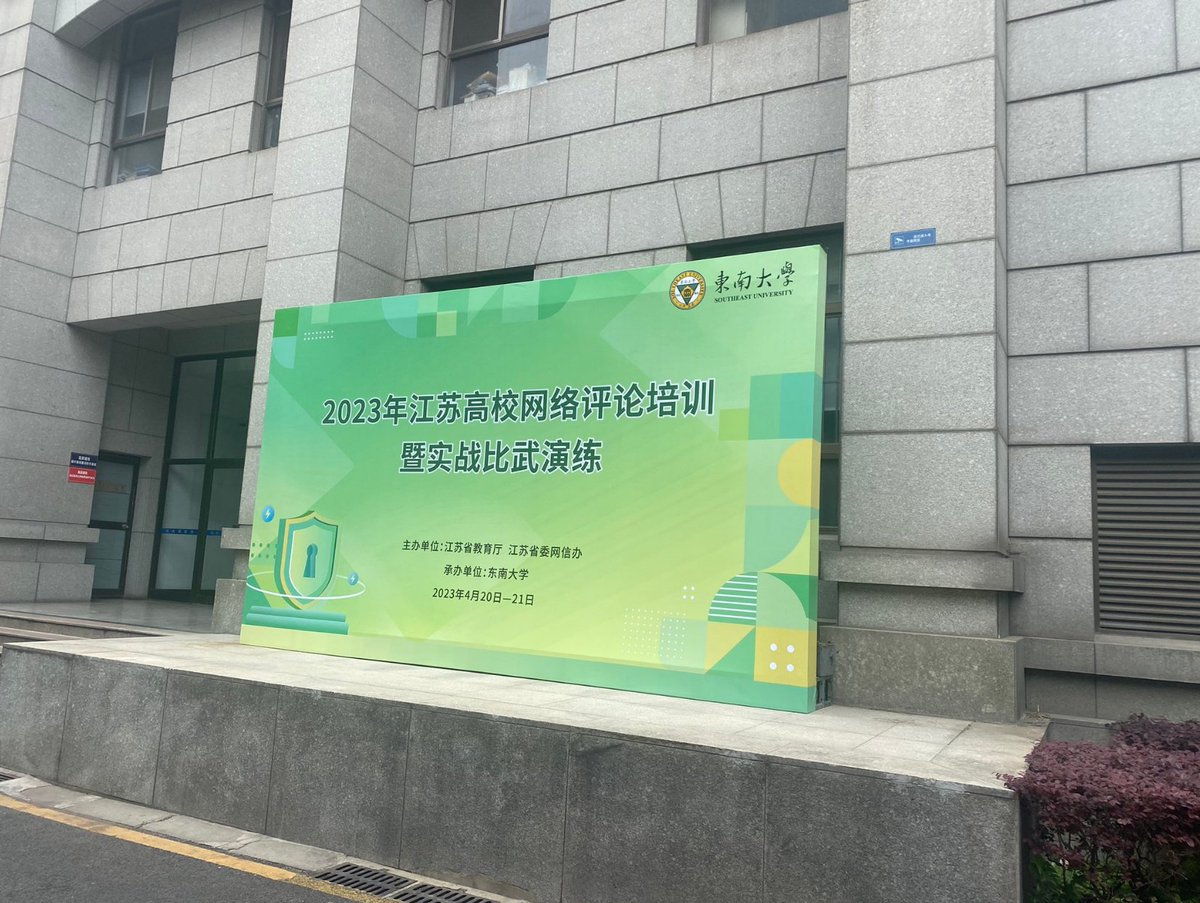 東南大學
SOUTHEAST UNIVERSITY
2023年江苏高校网络评论培训
暨实战比武演练
主办单位：江苏省教育厅 江苏省委网信办
承办单位：东南大学
2023年4月20日—21日